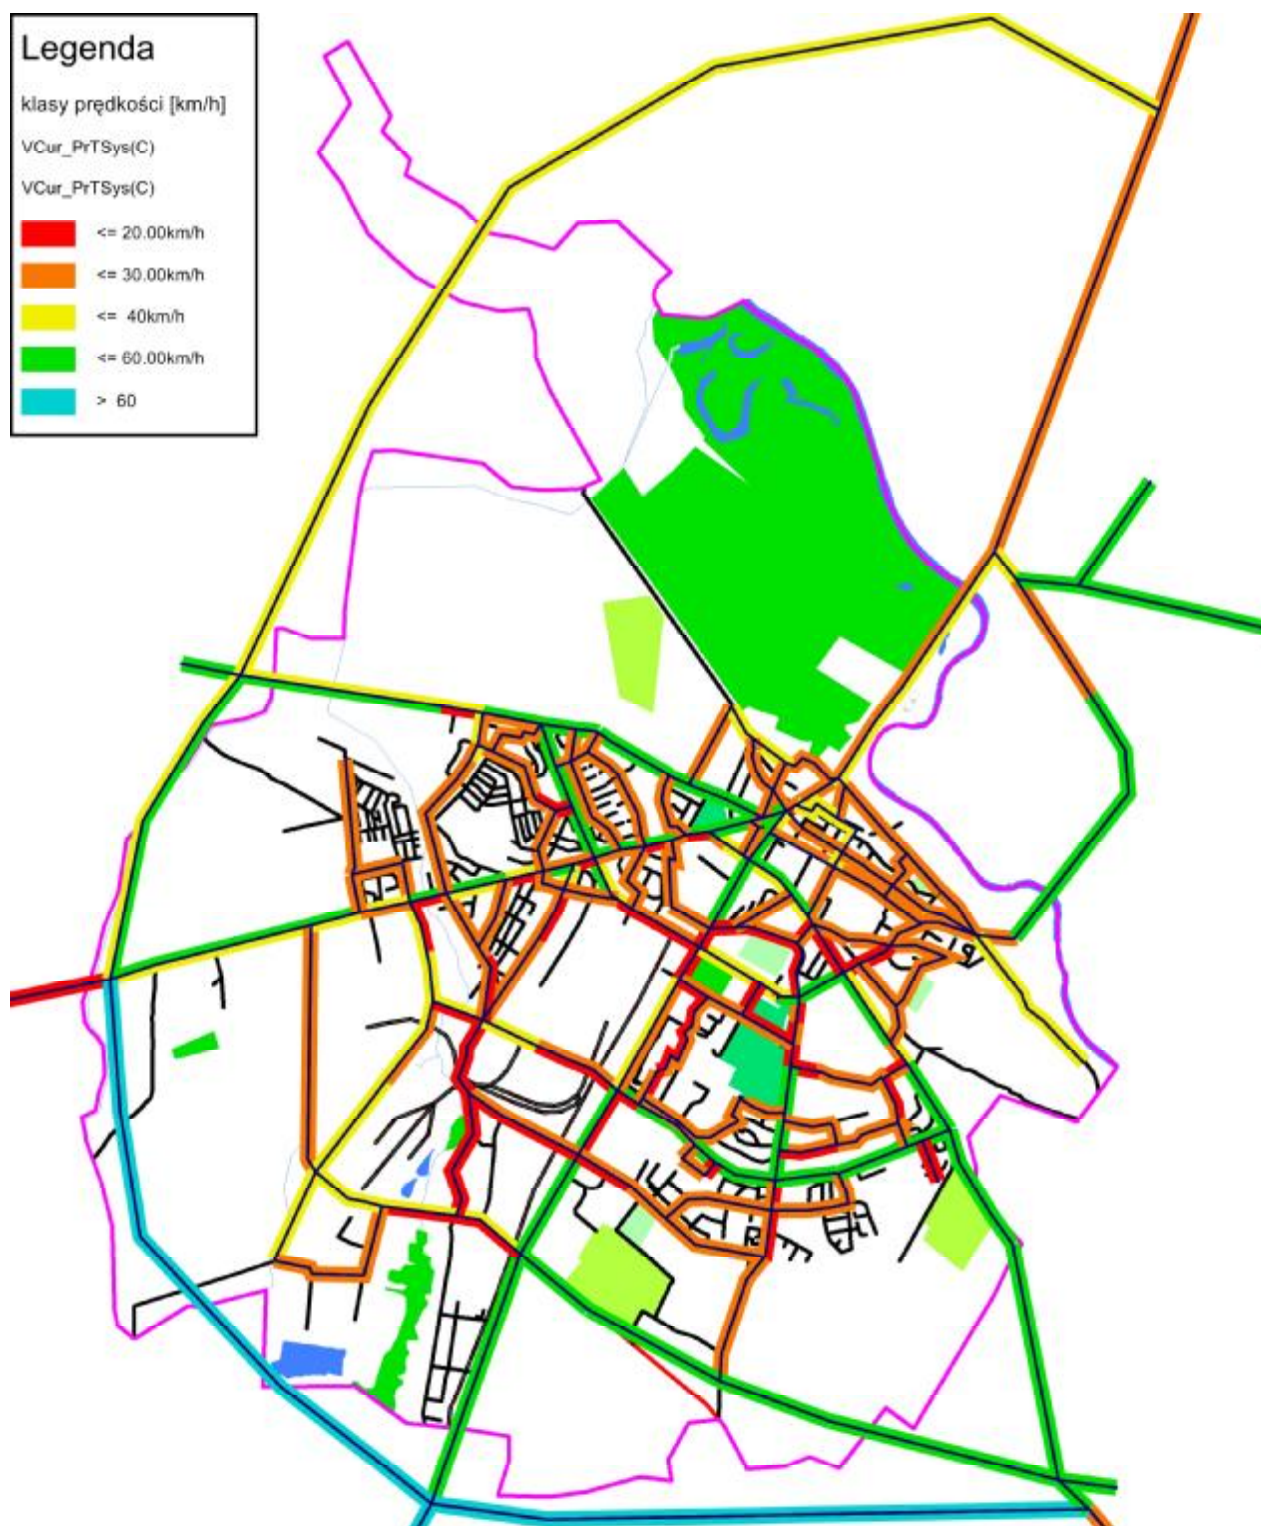 Legenda
klasy prędkości [km/h]
VCur_PrTSys(C)
VCur_PrTSys(C)
<= 20.00km/h
<= 30.00km/h
<= 40km/h
<= 60.00km/h
> 60